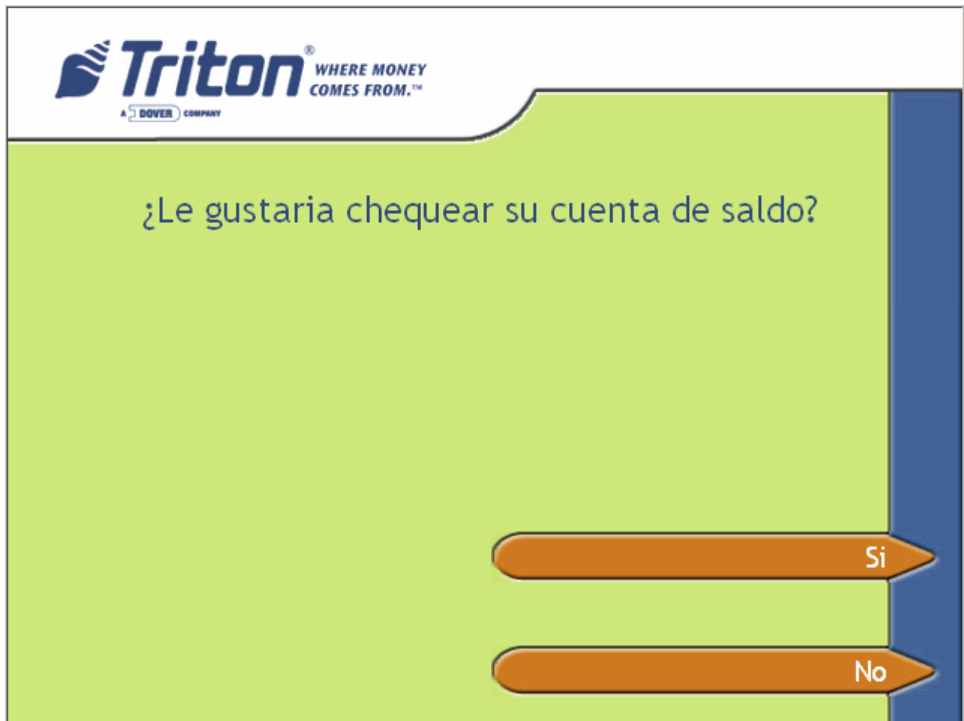 Triton® WHERE MONEY
COMES FROM.™
A DOVER COMPANY
¿Le gustaria chequear su cuenta de saldo?
Si
No